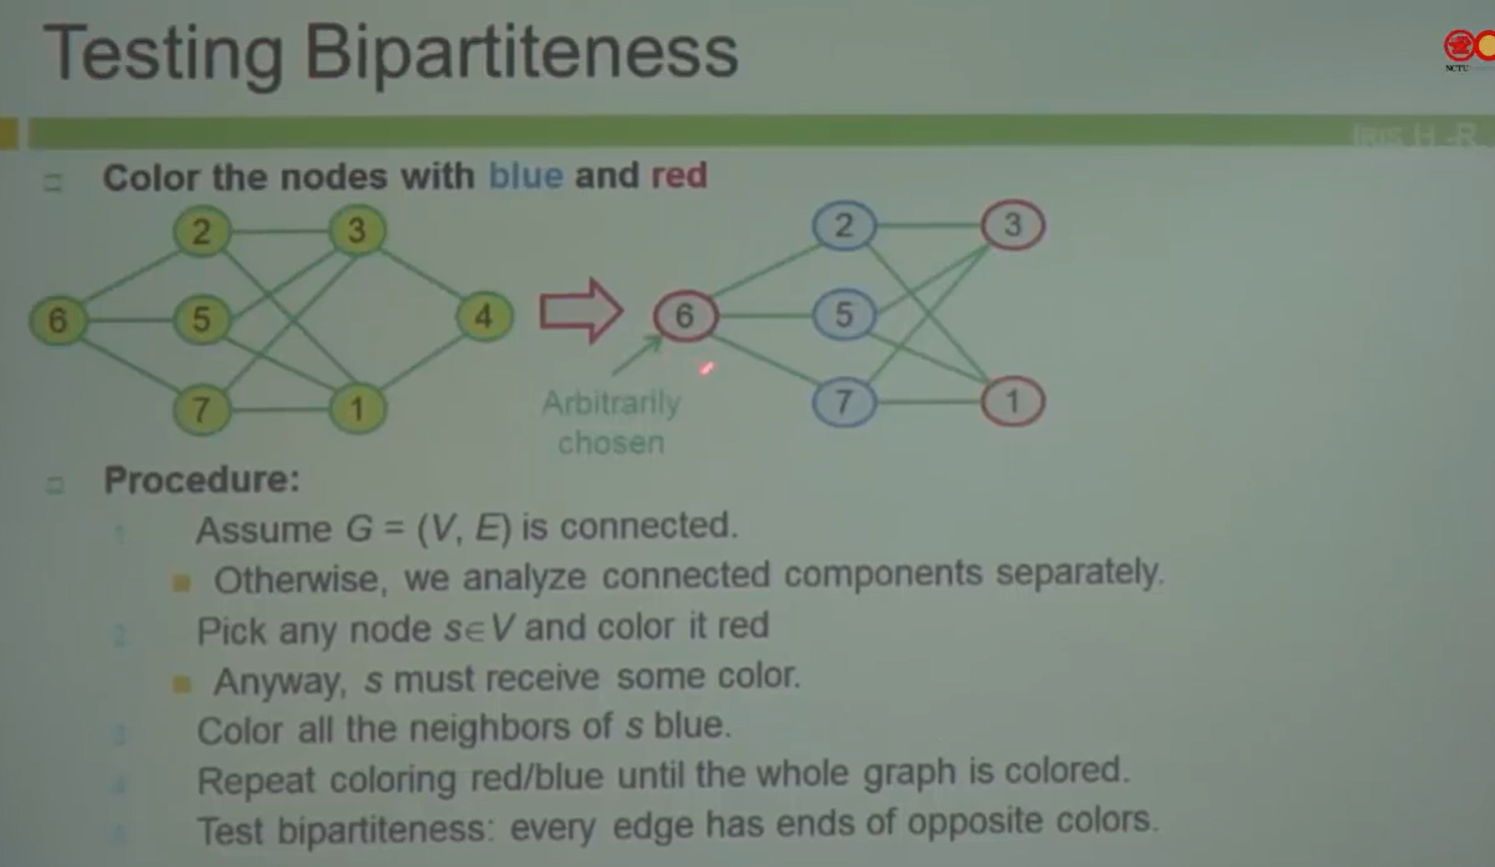 Testing Bipartiteness
NCTU
IRIS H.-R.
Color the nodes with blue and red
2 3 2 3
6 5 4 6 5
7 1 7 1
Arbitrarily
chosen
Procedure:
1 Assume G = (V, E) is connected.
Otherwise, we analyze connected components separately.
2 Pick any node s∈V and color it red
Anyway, s must receive some color.
3 Color all the neighbors of s blue.
4 Repeat coloring red/blue until the whole graph is colored.
5 Test bipartiteness: every edge has ends of opposite colors.